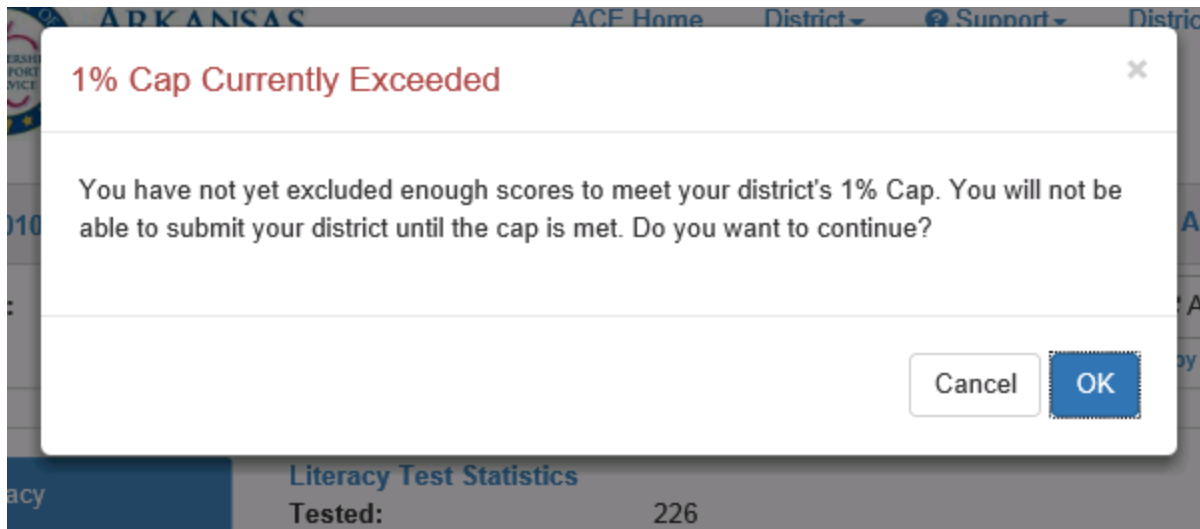 ARKANSAS ACE Home District Support
1% Cap Currently Exceeded ×
You have not yet excluded enough scores to meet your district's 1% Cap. You will not be
able to submit your district until the cap is met. Do you want to continue?
Cancel OK
Literacy Test Statistics
Tested: 226